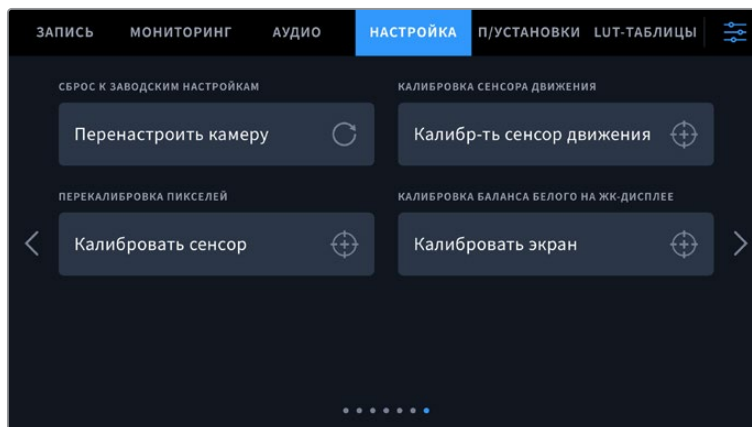 ЗАПИСЬ МОНИТОРИНГ АУДИО НАСТРОЙКА П/УСТАНОВКИ LUT-ТАБЛИЦЫ
СБРОС К ЗАВОДСКИМ НАСТРОЙКАМ
Перенастроить камеру
КАЛИБРОВКА СЕНСОРА ДВИЖЕНИЯ
Калибр-ть сенсор движения
ПЕРЕКАЛИБРОВКА ПИКСЕЛЕЙ
Калибровать сенсор
КАЛИБРОВКА БАЛАНСА БЕЛОГО НА ЖК-ДИСПЛЕЕ
Калибровать экран